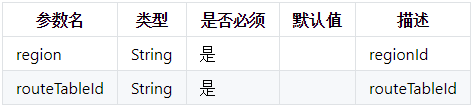 参数名 类型 是否必须 默认值 描述
region String 是 regionId
routeTableId String 是 routeTableId